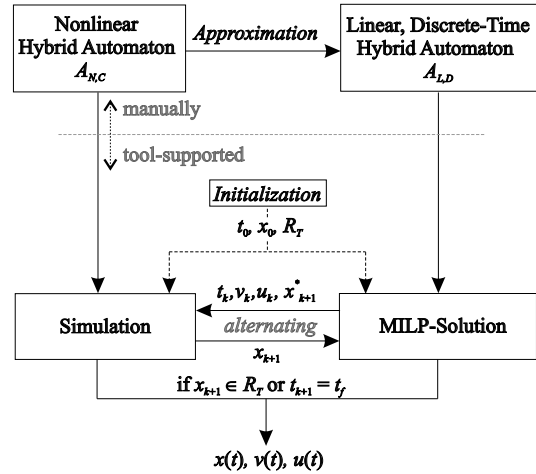 Nonlinear
Hybrid Automaton
A_{N,C}
Approximation
Linear, Discrete-Time
Hybrid Automaton
A_{L,D}
manually
tool-supported
Initialization
t_0, x_0, R_T
t_k, v_k, u_k, x^*_{k+1}
Simulation
alternating
MILP-Solution
x_{k+1}
if x_{k+1} ∈ R_T or t_{k+1} = t_f
x(t), v(t), u(t)